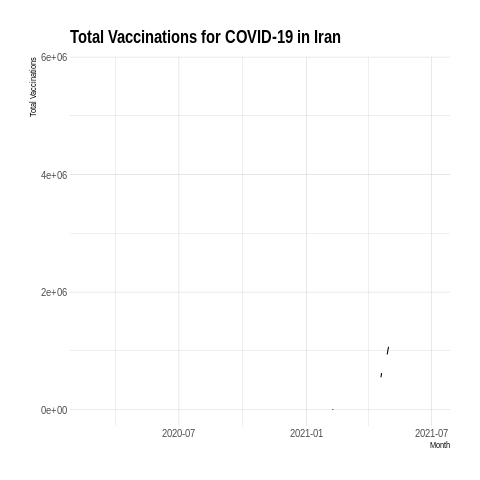 Total Vaccinations for COVID-19 in Iran
Total Vaccinations
6e+06
4e+06
2e+06
0e+00
2020-07
2021-01
2021-07
Month